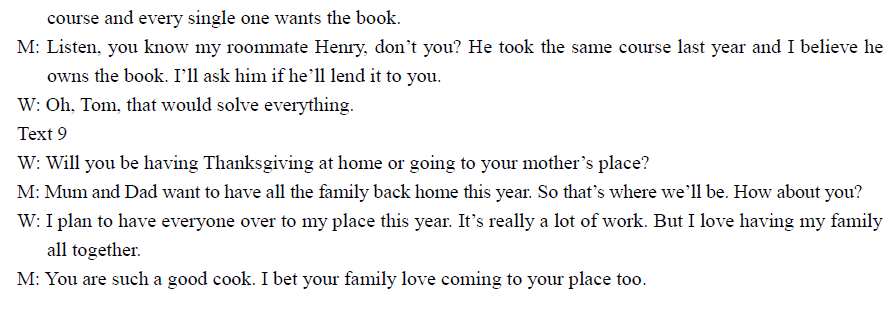 course and every single one wants the book.
M: Listen, you know my roommate Henry, don’t you? He took the same course last year and I believe he
owns the book. I’ll ask him if he’ll lend it to you.
W: Oh, Tom, that would solve everything.
Text 9
W: Will you be having Thanksgiving at home or going to your mother’s place?
M: Mum and Dad want to have all the family back home this year. So that’s where we’ll be. How about you?
W: I plan to have everyone over to my place this year. It’s really a lot of work. But I love having my family
all together.
M: You are such a good cook. I bet your family love coming to your place too.